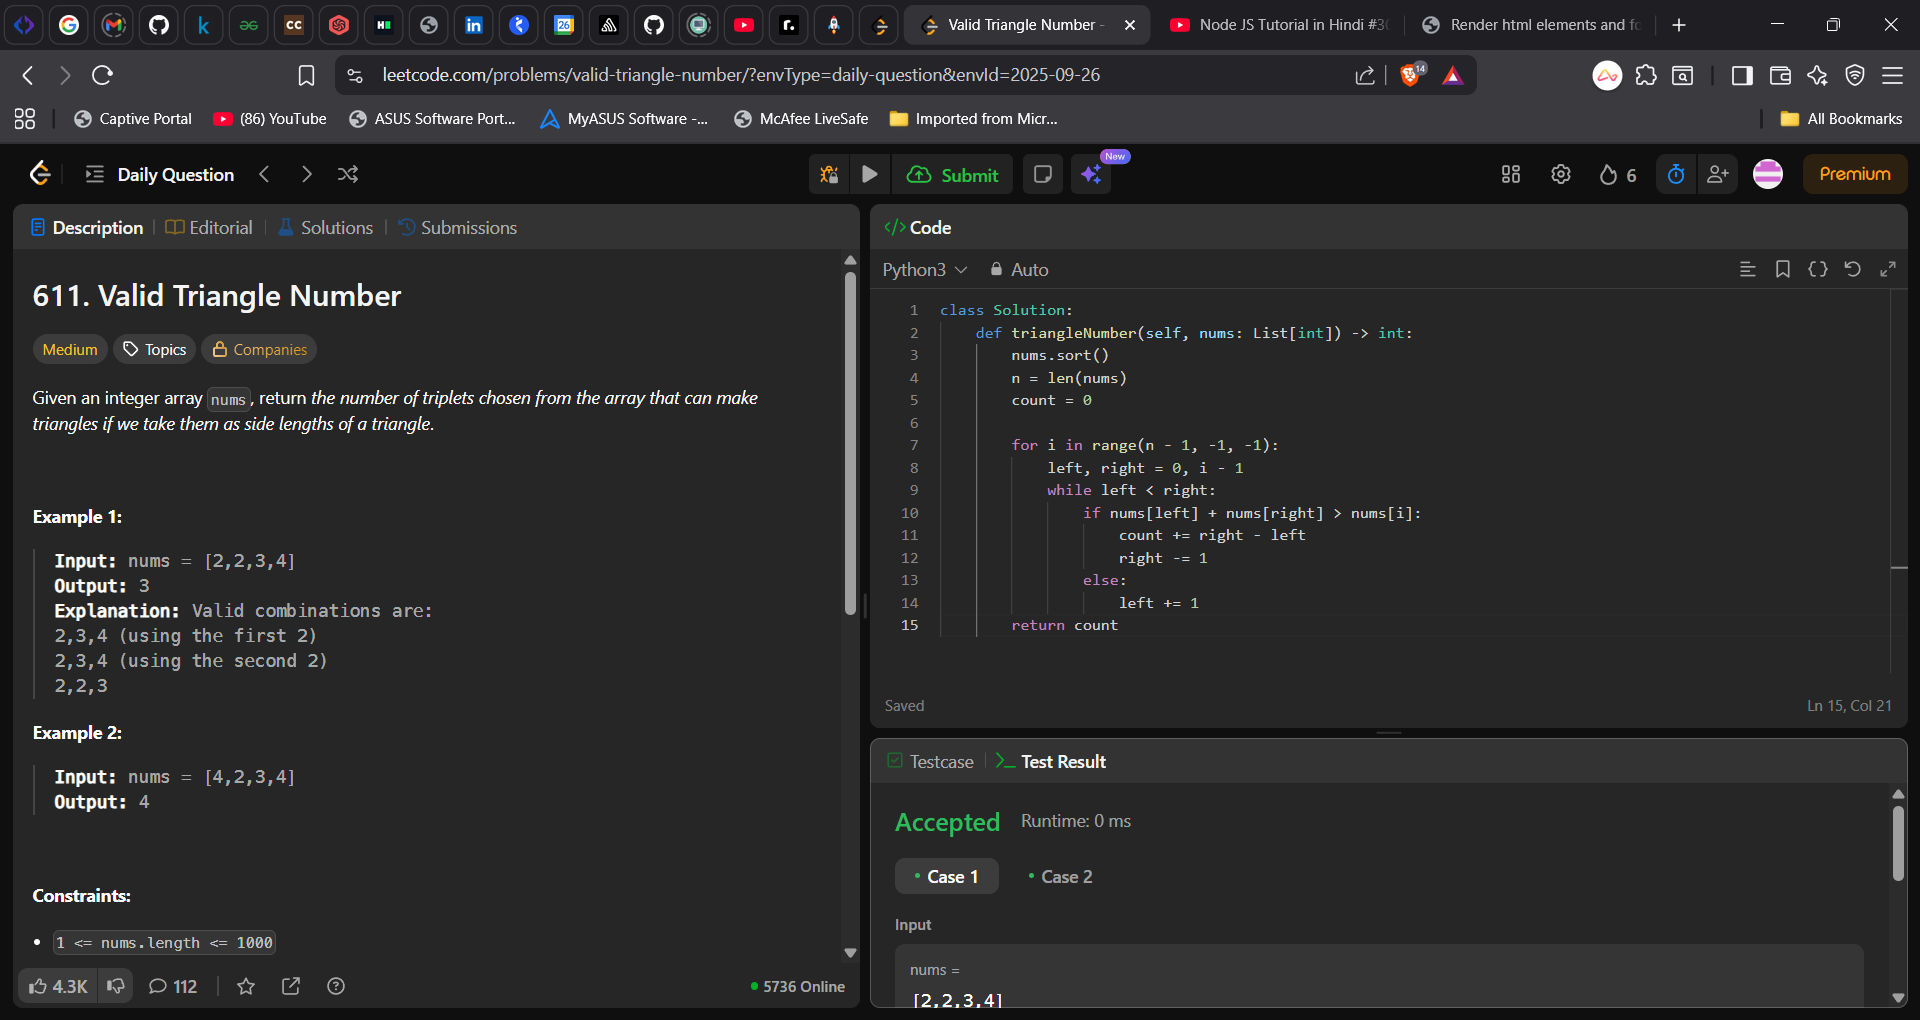 Valid Triangle Number -
Node JS Tutorial in Hindi #3
Render html elements and fo
leetcode.com/problems/valid-triangle-number/?envType=daily-question&envId=2025-09-26
14
Captive Portal
(86) YouTube
ASUS Software Port...
MyASUS Software -...
McAfee LiveSafe
Imported from Micr...
All Bookmarks
Daily Question
Submit
New
6
Premium
Description
Editorial
Solutions
Submissions
611. Valid Triangle Number
Medium
Topics
Companies
Given an integer array nums, return the number of triplets chosen from the array that can make
triangles if we take them as side lengths of a triangle.
Example 1:
Input: nums = [2,2,3,4]
Output: 3
Explanation: Valid combinations are:
2,3,4 (using the first 2)
2,3,4 (using the second 2)
2,2,3
Example 2:
Input: nums = [4,2,3,4]
Output: 4
Constraints:
1 <= nums.length <= 1000
4.3K
112
5736 Online
</> Code
Python3
Auto
1 class Solution:
2 def triangleNumber(self, nums: List[int]) -> int:
3 nums.sort()
4 n = len(nums)
5 count = 0
6
7 for i in range(n - 1, -1, -1):
8 left, right = 0, i - 1
9 while left < right:
10 if nums[left] + nums[right] > nums[i]:
11 count += right - left
12 right -= 1
13 else:
14 left += 1
15 return count
Saved
Ln 15, Col 21
Testcase
Test Result
Accepted
Runtime: 0 ms
Case 1
Case 2
Input
nums =
[2,2,3,4]